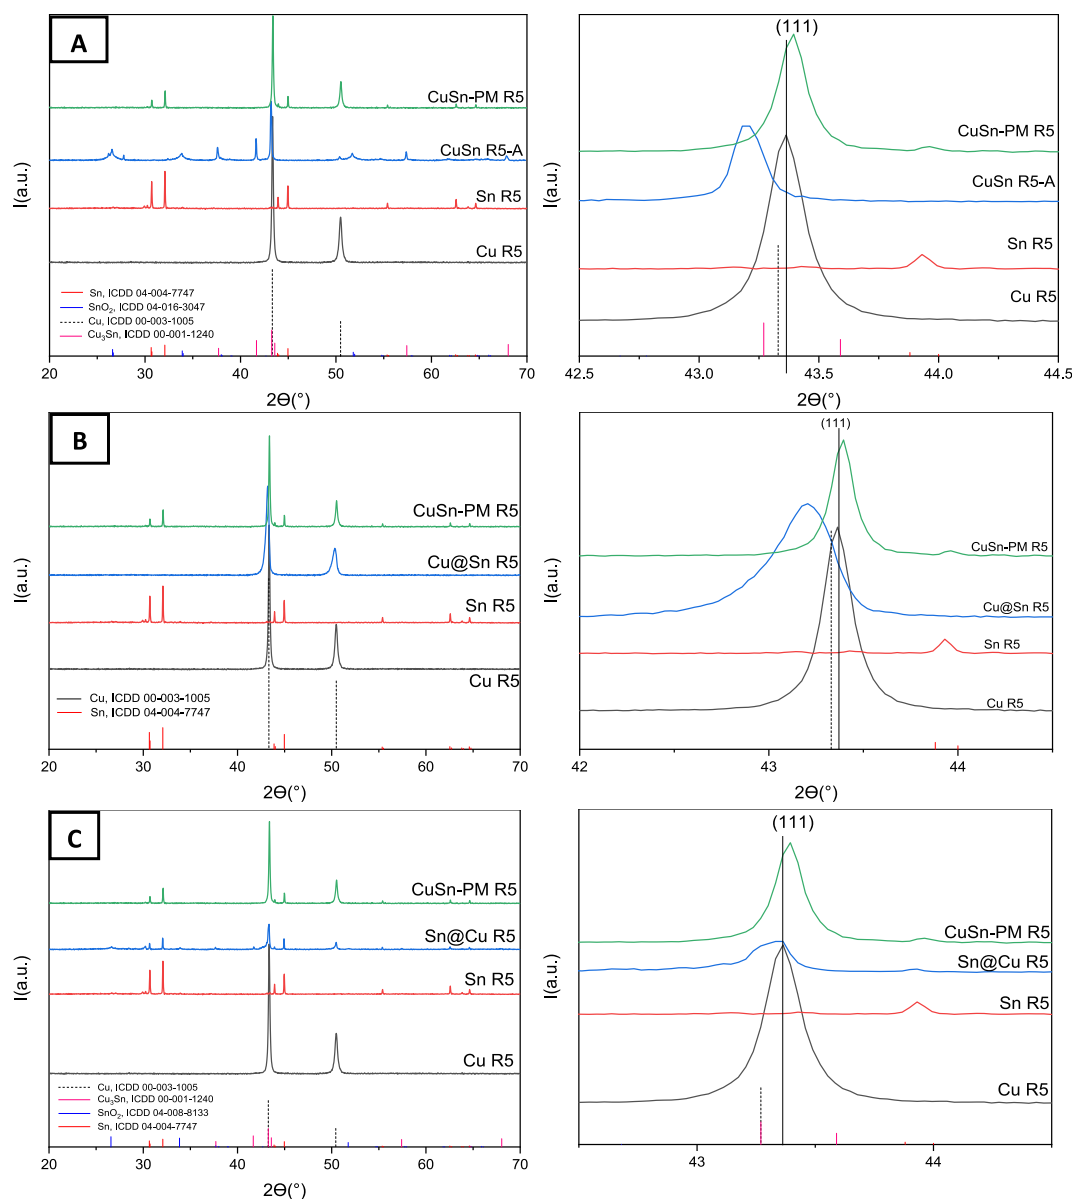 A
CuSn-PM R5
CuSn R5-A
Sn R5
Cu R5
Sn, ICDD 04-004-7747
SnO₂, ICDD 04-016-3047
Cu, ICDD 00-003-1005
Cu₃Sn, ICDD 00-001-1240
I(a.u.)
20 30 40 50 60 70
2Θ(°)
(111)
CuSn-PM R5
CuSn R5-A
Sn R5
Cu R5
I(a.u.)
42.5 43.0 43.5 44.0 44.5
2Θ(°)
B
CuSn-PM R5
Cu@Sn R5
Sn R5
Cu R5
Cu, ICDD 00-003-1005
Sn, ICDD 04-004-7747
I(a.u.)
20 30 40 50 60 70
2Θ(°)
(111)
CuSn-PM R5
Cu@Sn R5
Sn R5
Cu R5
I(a.u.)
42 43 44
2Θ(°)
C
CuSn-PM R5
Sn@Cu R5
Sn R5
Cu R5
Cu, ICDD 00-003-1005
Cu₃Sn, ICDD 00-001-1240
SnO₂, ICDD 04-008-8133
Sn, ICDD 04-004-7747
I(a.u.)
20 30 40 50 60 70
2Θ(°)
(111)
CuSn-PM R5
Sn@Cu R5
Sn R5
Cu R5
I(a.u.)
43 44